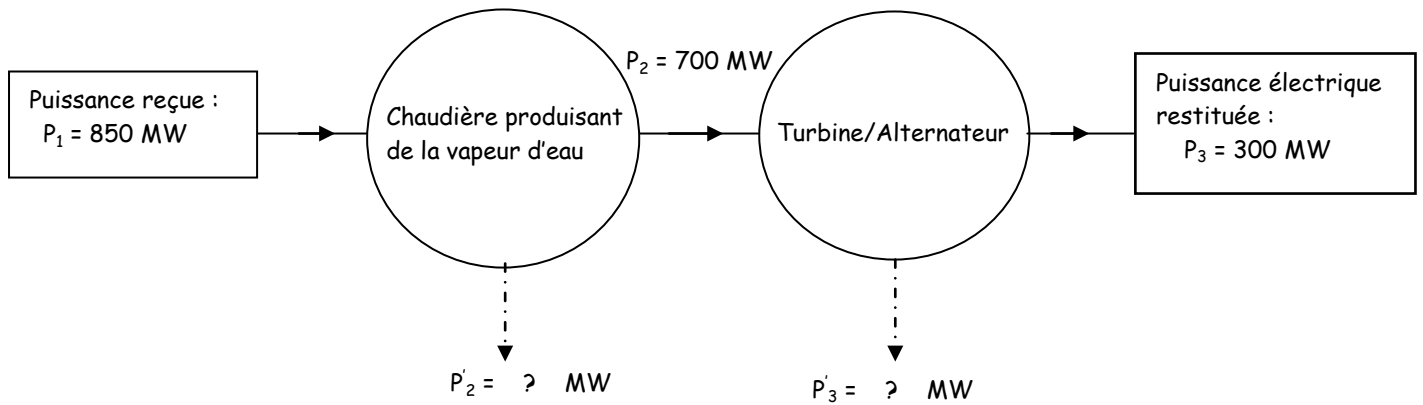 Puissance reçue :
P₁ = 850 MW
Chaudière produisant
de la vapeur d'eau
P₂ = 700 MW
Turbine/Alternateur
Puissance électrique
restituée :
P₃ = 300 MW
P'₂ = ? MW
P'₃ = ? MW